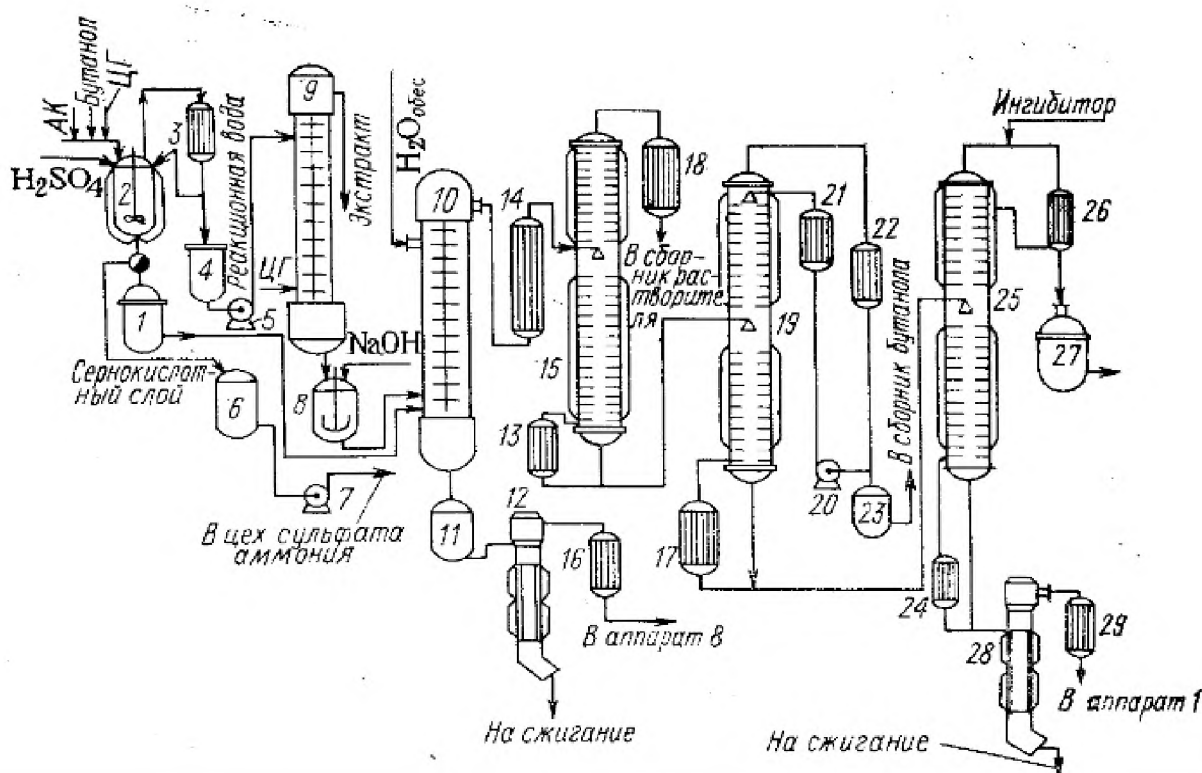 АК
Бутанол
ЦГ
H₂SO₄
2
3
Реакционная вода
9
Экстракт
H₂Oобес
10
14
18
В сбор-
ник рас-
творите-
ля
21
22
Ингибитор
26
25
27
4
5
ЦГ
1
Сернокислот-
ный слой
6
NaOH
8
7
В цех сульфата
аммония
15
13
19
В сборник бутанола
20
23
11
12
16
В аппарат 8
На сжигание
17
24
28
29
В аппарат 1
На сжигание